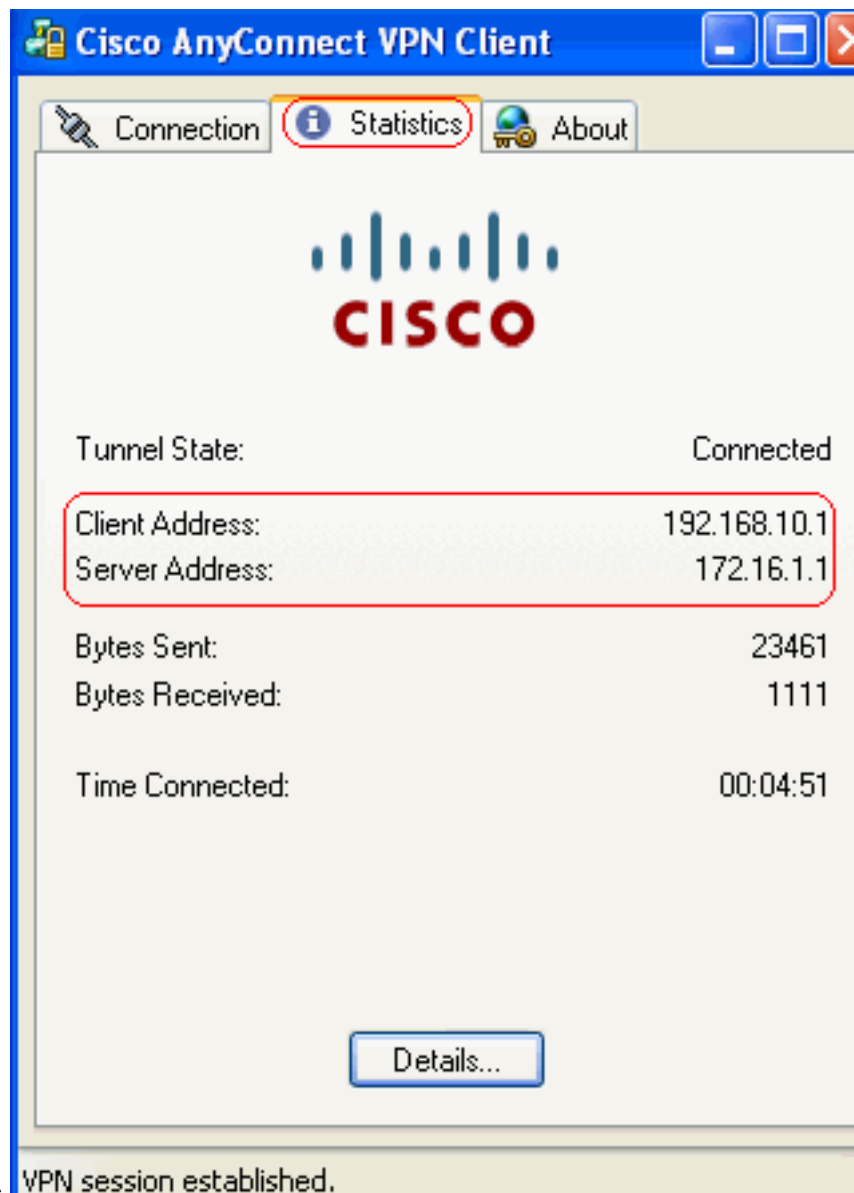 Cisco AnyConnect VPN Client
Connection Statistics About
CISCO
Tunnel State: Connected
Client Address: 192.168.10.1
Server Address: 172.16.1.1
Bytes Sent: 23461
Bytes Received: 1111
Time Connected: 00:04:51
Details...
VPN session established.